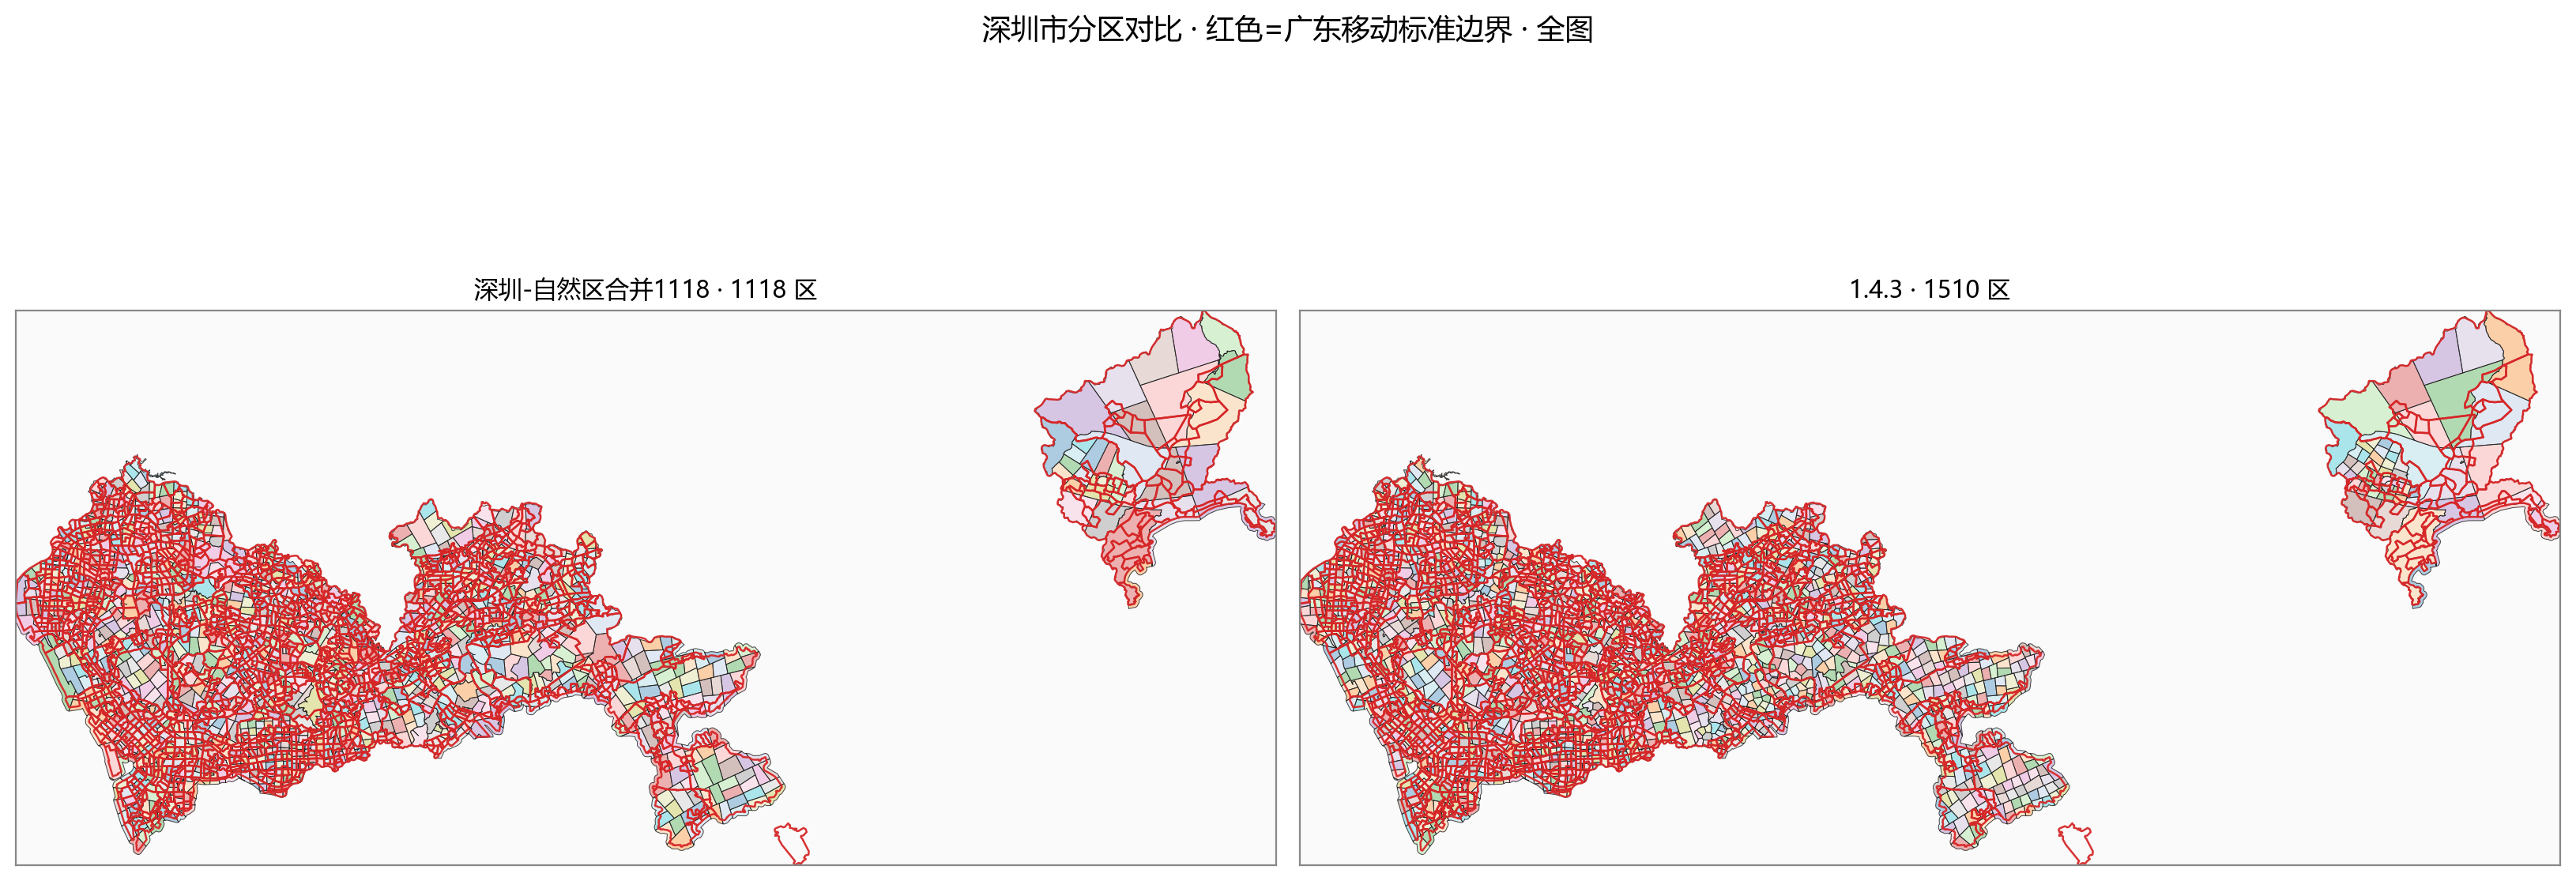 深圳市分区对比 · 红色=广东移动标准边界 · 全图
深圳-自然区合并1118 · 1118 区
1.4.3 · 1510 区